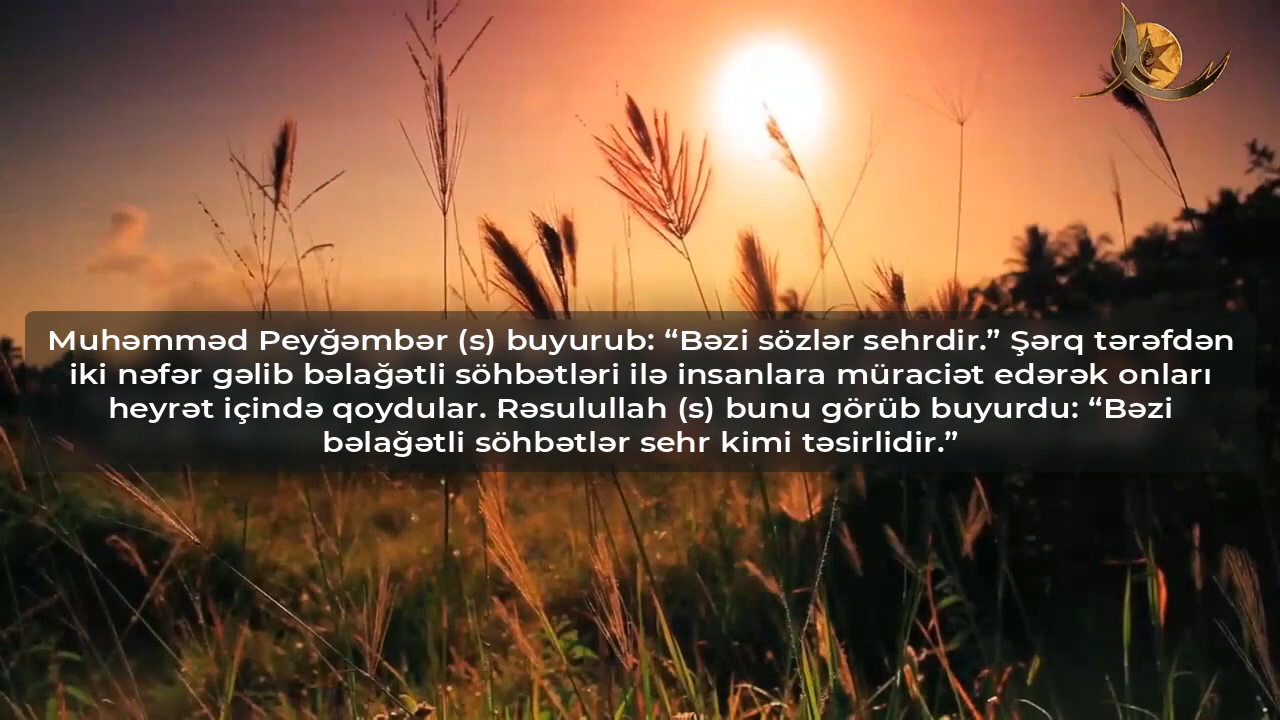 Muhəmməd Peyğəmbər (s) buyurub: “Bəzi sözlər sehrdir.” Şərq tərəfdən
iki nəfər gəlib bəlağətli söhbətləri ilə insanlara müraciət edərək onları
heyrət içində qoydular. Rəsulullah (s) bunu görüb buyurdu: “Bəzi
bəlağətli söhbətlər sehr kimi təsirlidir.”